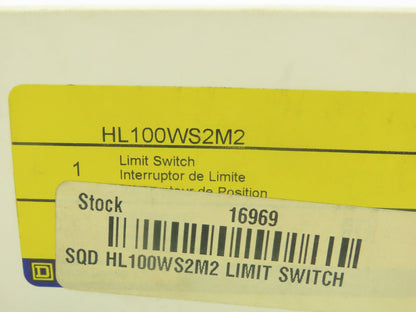 HL100WS2M2
1 Limit Switch
Interruptor de Limite
de Position
Stock 16969
SQD HL100WS2M2 LIMIT SWITCH